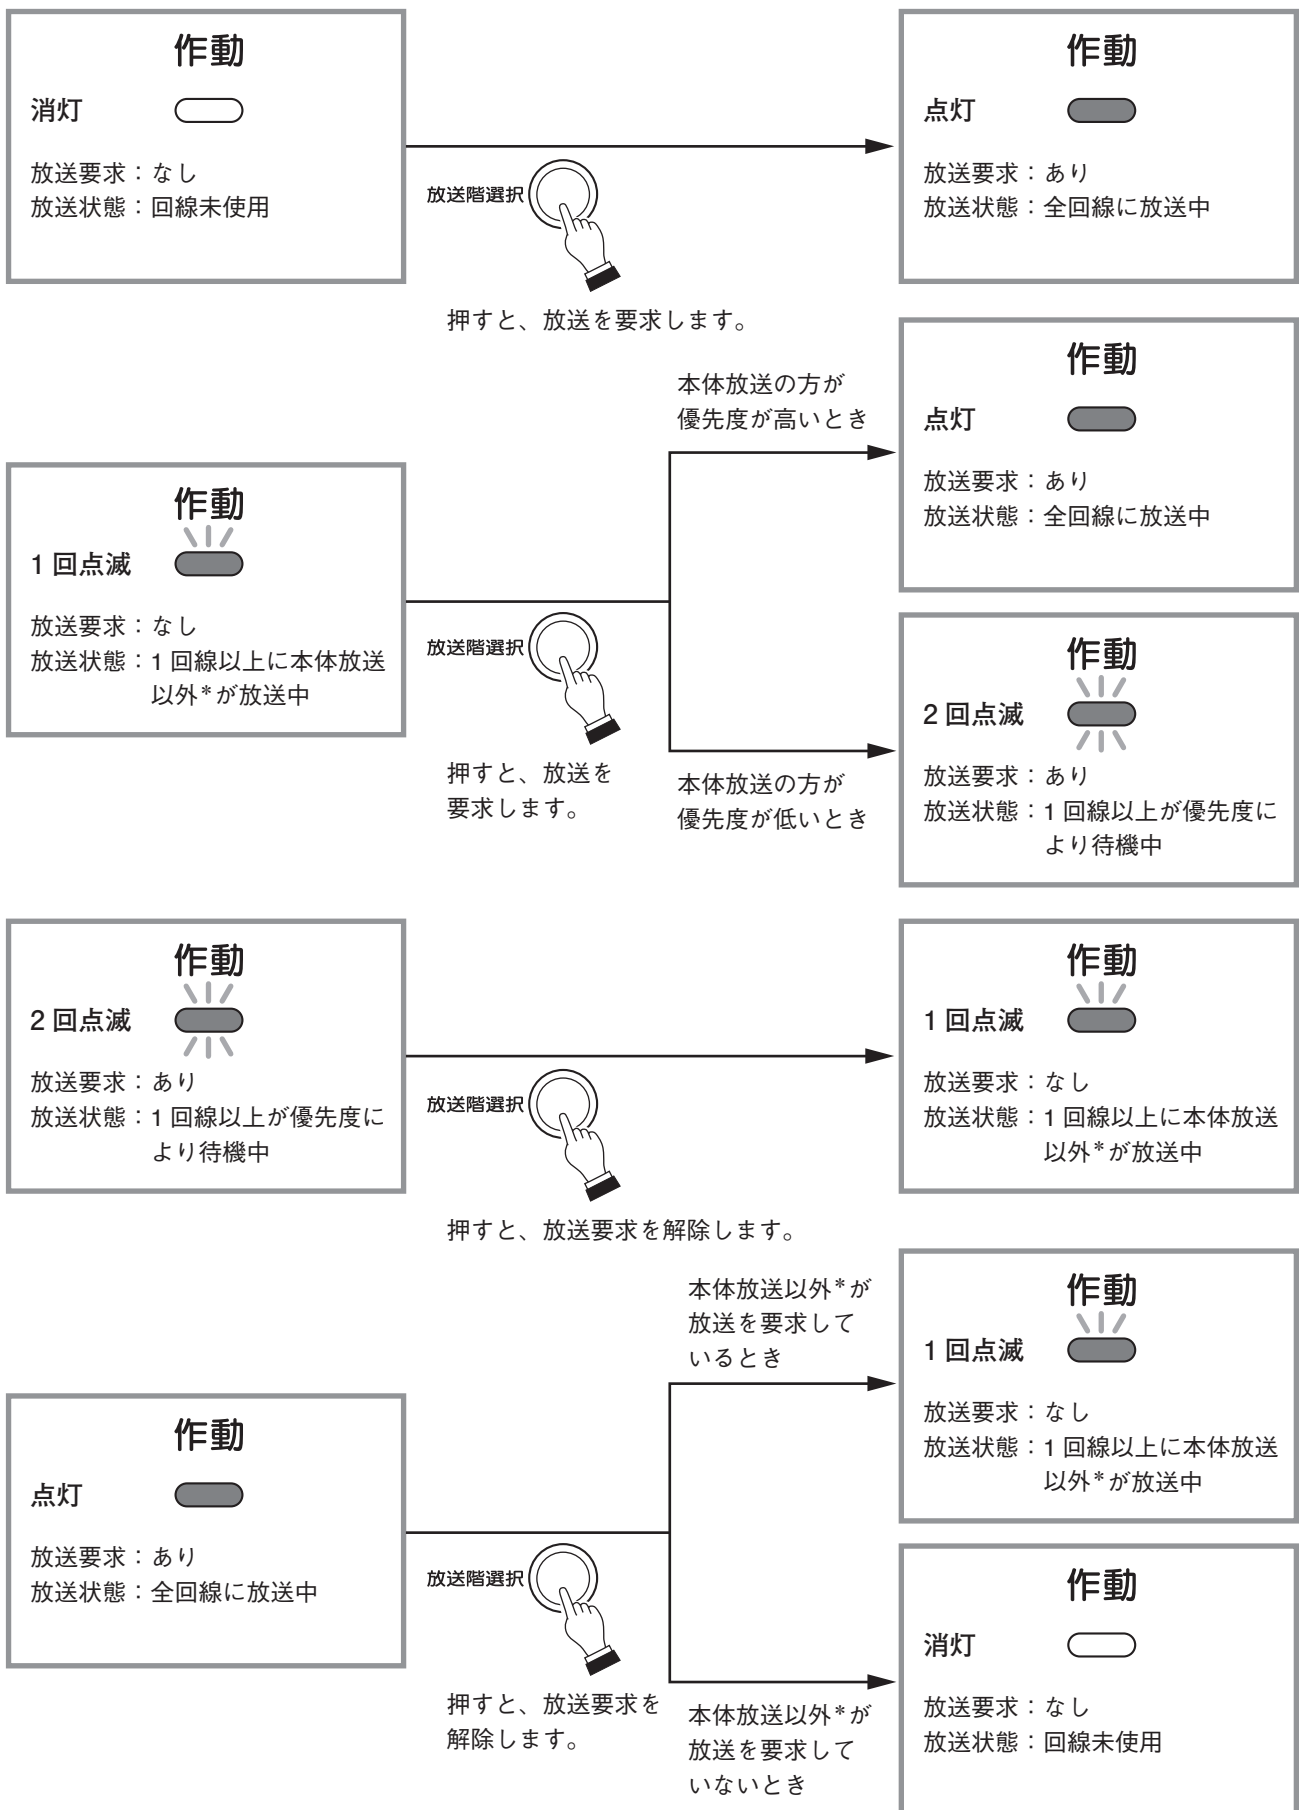 作動
消灯
放送要求：なし
放送状態：回線未使用
放送階選択
押すと、放送を要求します。
作動
点灯
放送要求：あり
放送状態：全回線に放送中
作動
1 回点滅
放送要求：なし
放送状態：1 回線以上に本体放送
以外*が放送中
放送階選択
押すと、放送を
要求します。
本体放送の方が
優先度が高いとき
作動
点灯
放送要求：あり
放送状態：全回線に放送中
本体放送の方が
優先度が低いとき
作動
2 回点滅
放送要求：あり
放送状態：1 回線以上が優先度に
より待機中
作動
2 回点滅
放送要求：あり
放送状態：1 回線以上が優先度に
より待機中
放送階選択
押すと、放送要求を解除します。
作動
1 回点滅
放送要求：なし
放送状態：1 回線以上に本体放送
以外*が放送中
作動
点灯
放送要求：あり
放送状態：全回線に放送中
放送階選択
押すと、放送要求を
解除します。
本体放送以外*が
放送を要求して
いるとき
作動
1 回点滅
放送要求：なし
放送状態：1 回線以上に本体放送
以外*が放送中
本体放送以外*が
放送を要求して
いないとき
作動
消灯
放送要求：なし
放送状態：回線未使用